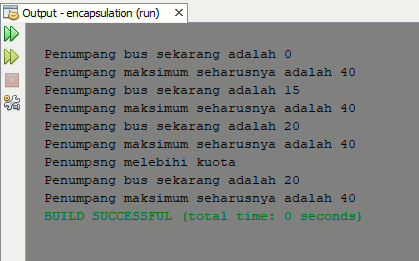 Output - encapsulation (run)
Penumpang bus sekarang adalah 0
Penumpang maksimum seharusnya adalah 40
Penumpang bus sekarang adalah 15
Penumpang maksimum seharusnya adalah 40
Penumpang bus sekarang adalah 20
Penumpang maksimum seharusnya adalah 40
Penumpsng melebihi kuota
Penumpang bus sekarang adalah 20
Penumpang maksimum seharusnya adalah 40
BUILD SUCCESSFUL (total time: 0 seconds)